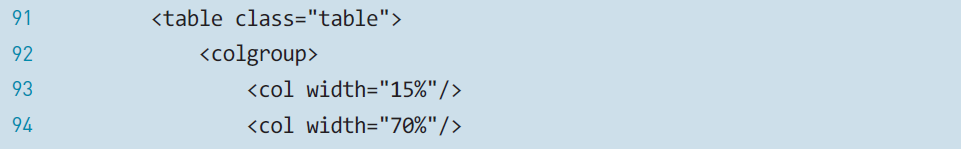 91 <table class="table">
92 <colgroup>
93 <col width="15%"/>
94 <col width="70%"/>